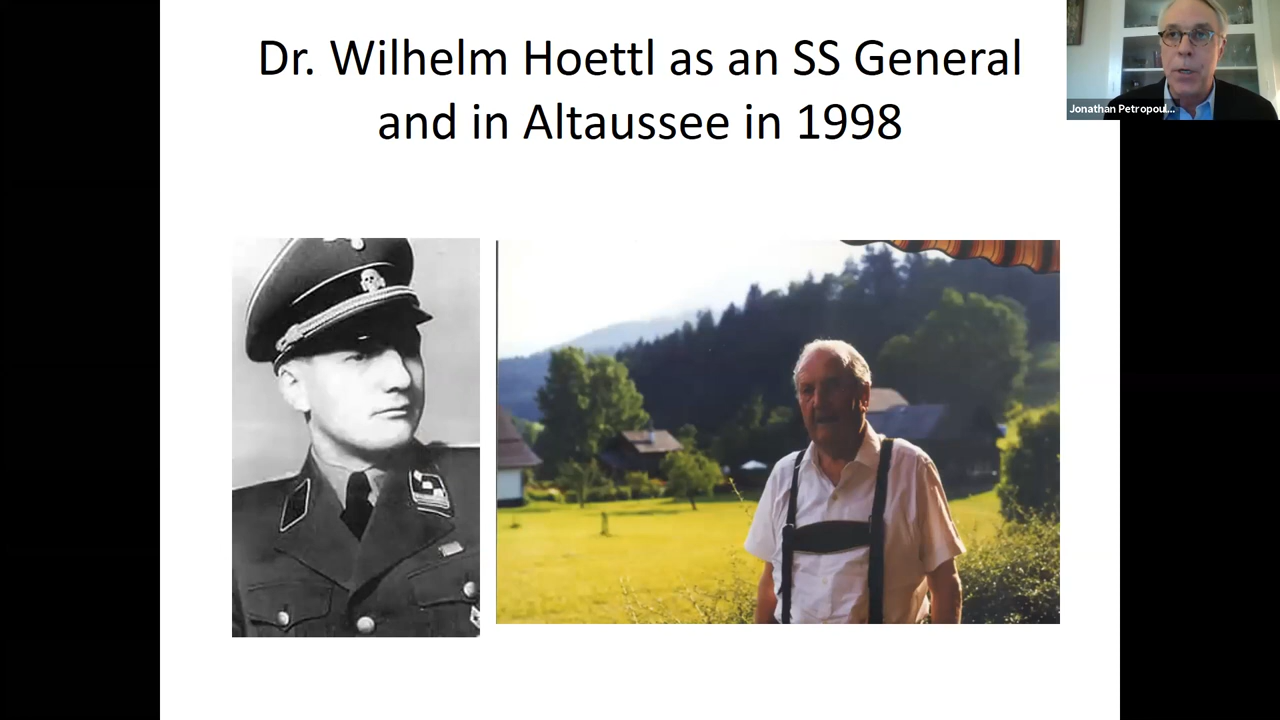 Dr. Wilhelm Hoettl as an SS General
and in Altaussee in 1998
Jonathan Petropoul...